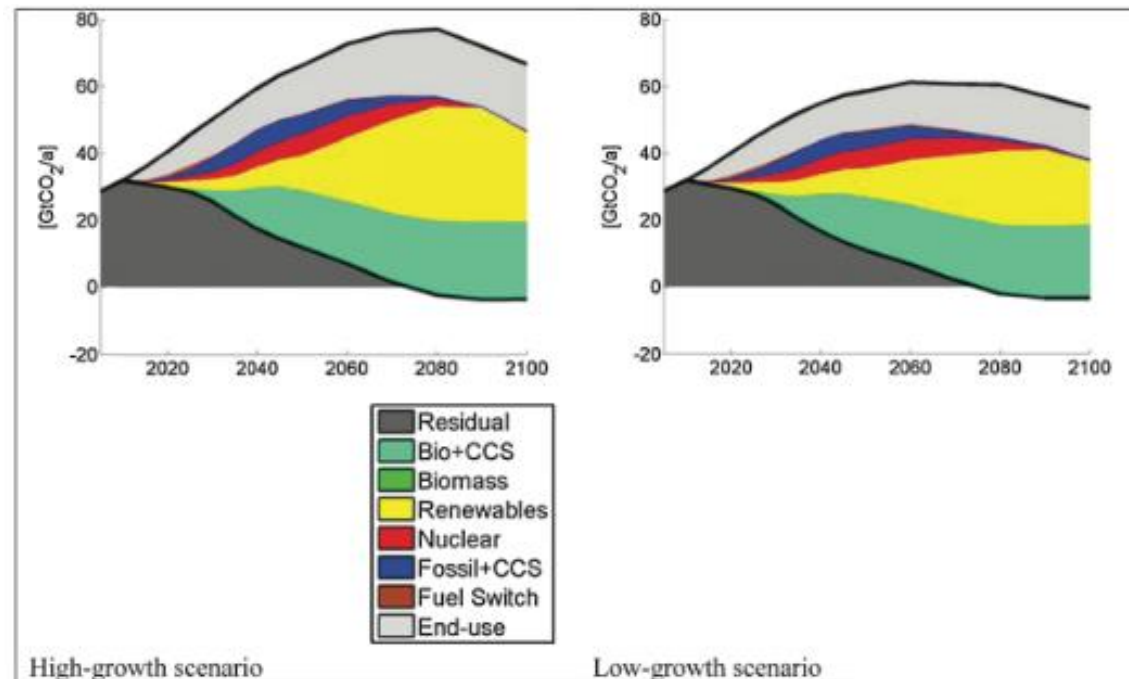 80
60
40
20
0
-20
[GtCO2/a]
2020 2040 2060 2080 2100
80
60
40
20
0
-20
[GtCO2/a]
2020 2040 2060 2080 2100
Residual
Bio+CCS
Biomass
Renewables
Nuclear
Fossil+CCS
Fuel Switch
End-use
High-growth scenario
Low-growth scenario